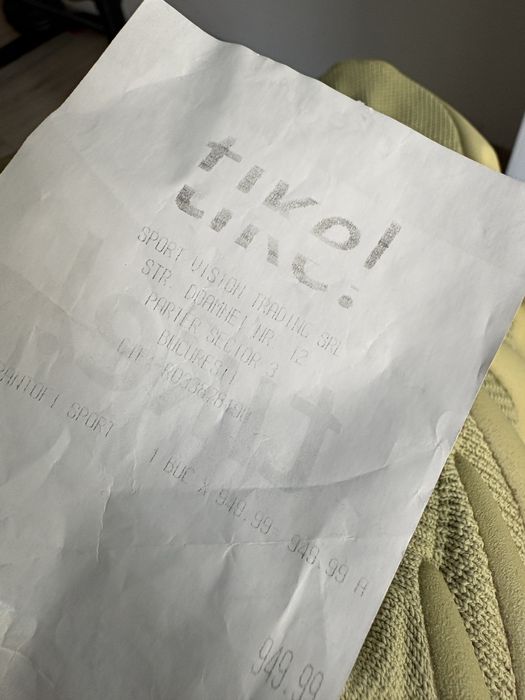 tike!
SPORT VISION TRADING SRL
STR. DOAMNEI NR. 12
PARTER SECTOR 3
BUCURESTI
PANTOFI SPORT
1 BUC X 949.99 949.99 A
949.99